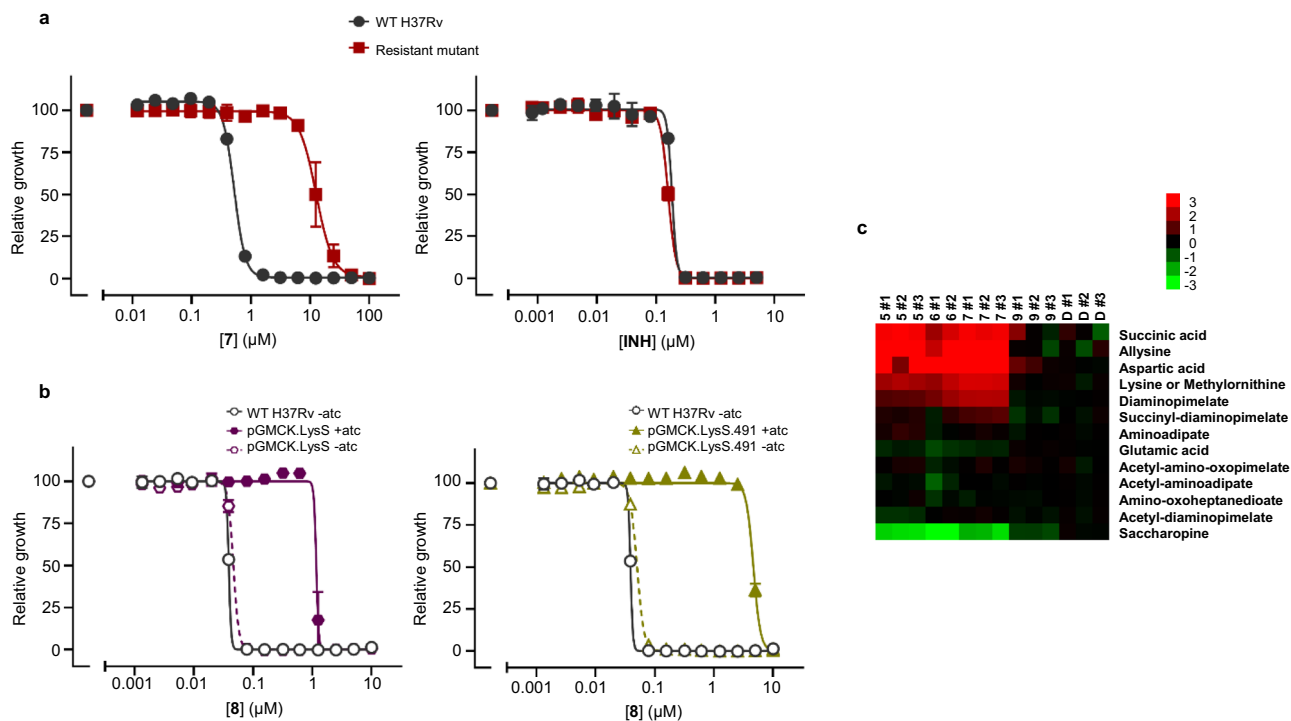 a
WT H37Rv
Resistant mutant
Relative growth
100
75
50
25
0
0.01
0.1
1
10
100
[7] (µM)
Relative growth
100
75
50
25
0
0.001
0.01
0.1
1
10
[INH] (µM)
b
WT H37Rv -atc
pGMCK.LysS +atc
pGMCK.LysS -atc
Relative growth
100
75
50
25
0
0.001
0.01
0.1
1
10
[8] (µM)
WT H37Rv -atc
pGMCK.LysS.491 +atc
pGMCK.LysS.491 -atc
Relative growth
100
75
50
25
0
0.001
0.01
0.1
1
10
[8] (µM)
c
3
2
1
0
-1
-2
-3
5 #1
5 #2
5 #3
6 #1
6 #2
7 #1
7 #2
7 #3
9 #1
9 #2
9 #3
D #1
D #2
D #3
Succinic acid
Allysine
Aspartic acid
Lysine or Methylornithine
Diaminopimelate
Succinyl-diaminopimelate
Aminoadipate
Glutamic acid
Acetyl-amino-oxopimelate
Acetyl-aminoadipate
Amino-oxoheptanedioate
Acetyl-diaminopimelate
Saccharopine